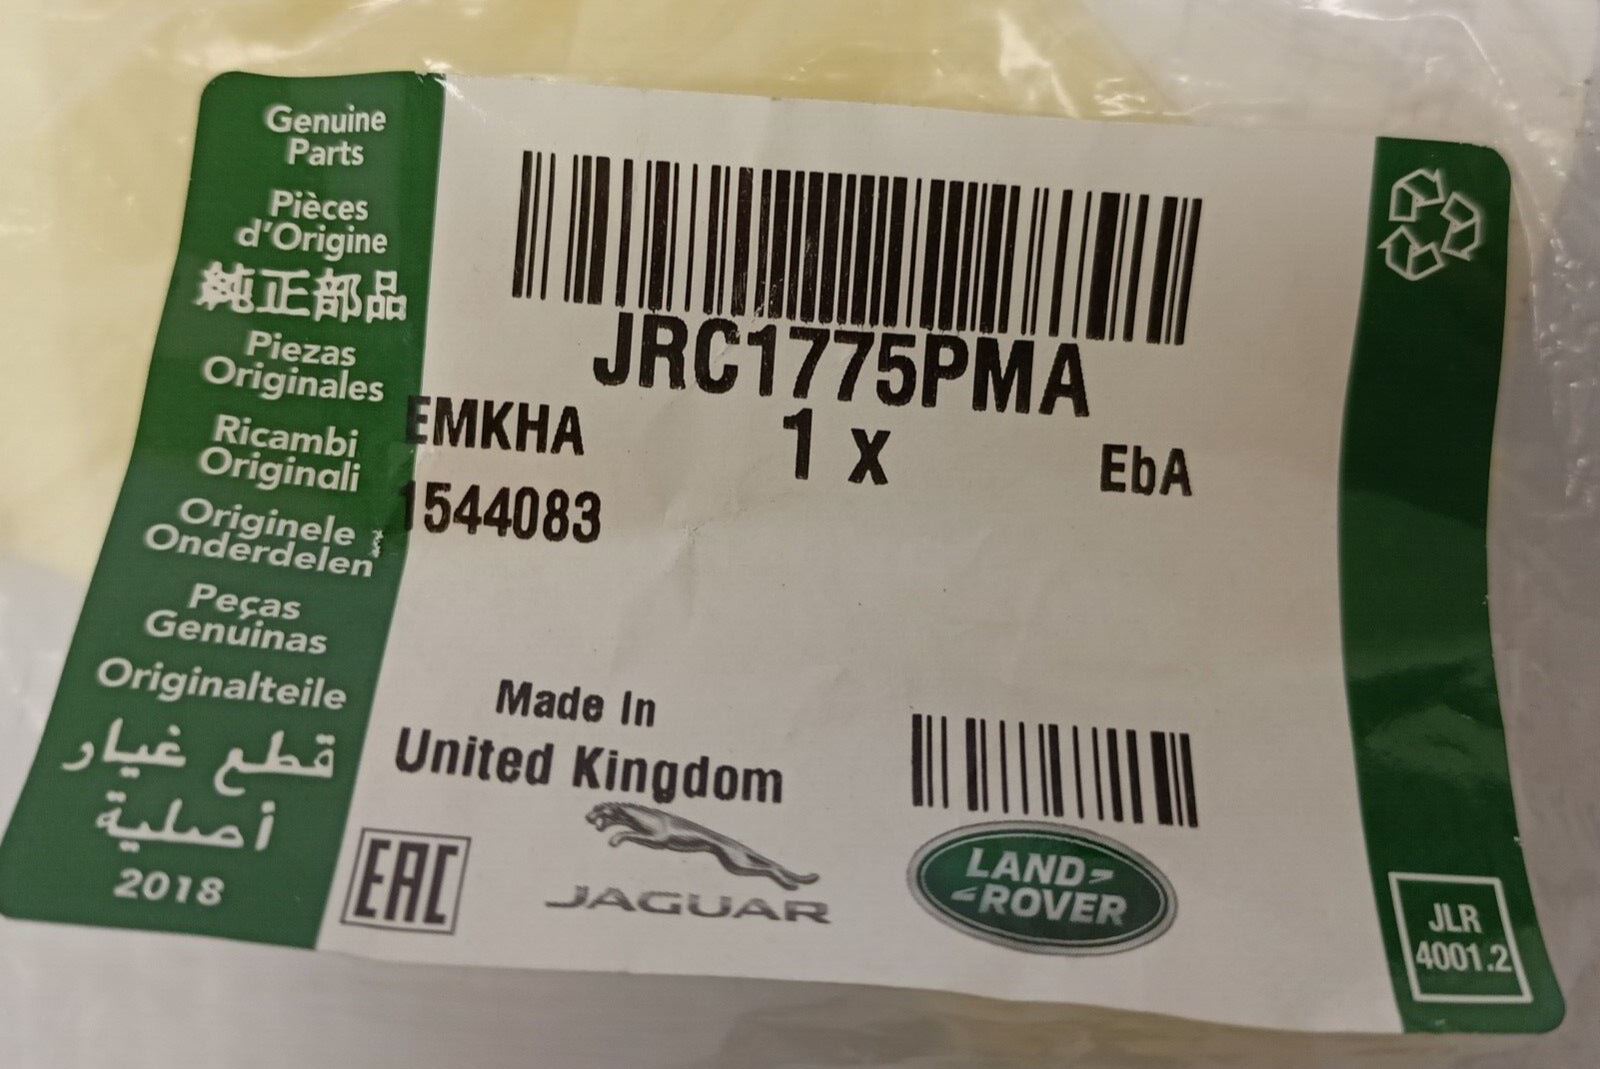 Genuine
Parts
Pièces
d'Origine
純正部品
Piezas
Originales
Ricambi
Originali
Originele
Onderdelen
Peças
Genuinas
Originalteile
قطع غيار
أصلية
2018
JRC1775PMA
EMKHA
1 x
EbA
1544083
Made In
United Kingdom
EAC
JAGUAR
LAND-
-ROVER
JLR
4001.2